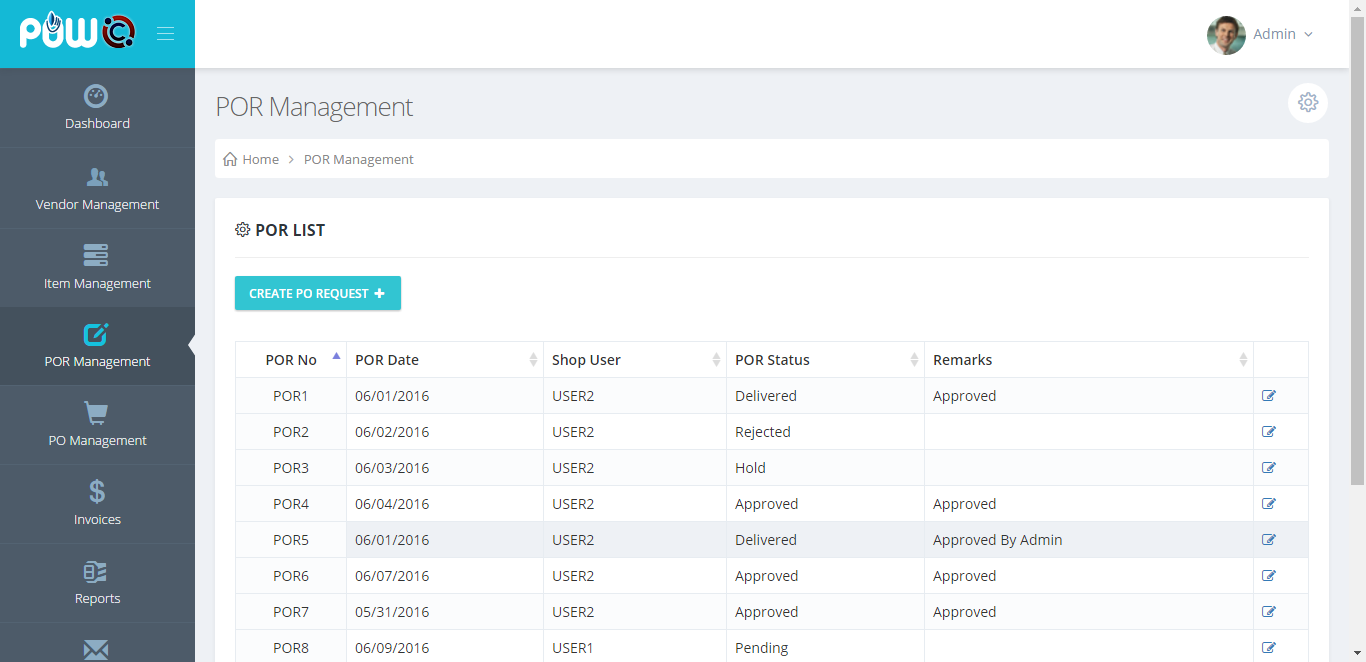 POWC
Admin
Dashboard
Vendor Management
Item Management
POR Management
PO Management
Invoices
Reports
POR Management
Home > POR Management
POR LIST
CREATE PO REQUEST +
POR No POR Date Shop User POR Status Remarks
POR1 06/01/2016 USER2 Delivered Approved
POR2 06/02/2016 USER2 Rejected
POR3 06/03/2016 USER2 Hold
POR4 06/04/2016 USER2 Approved Approved
POR5 06/01/2016 USER2 Delivered Approved By Admin
POR6 06/07/2016 USER2 Approved Approved
POR7 05/31/2016 USER2 Approved Approved
POR8 06/09/2016 USER1 Pending